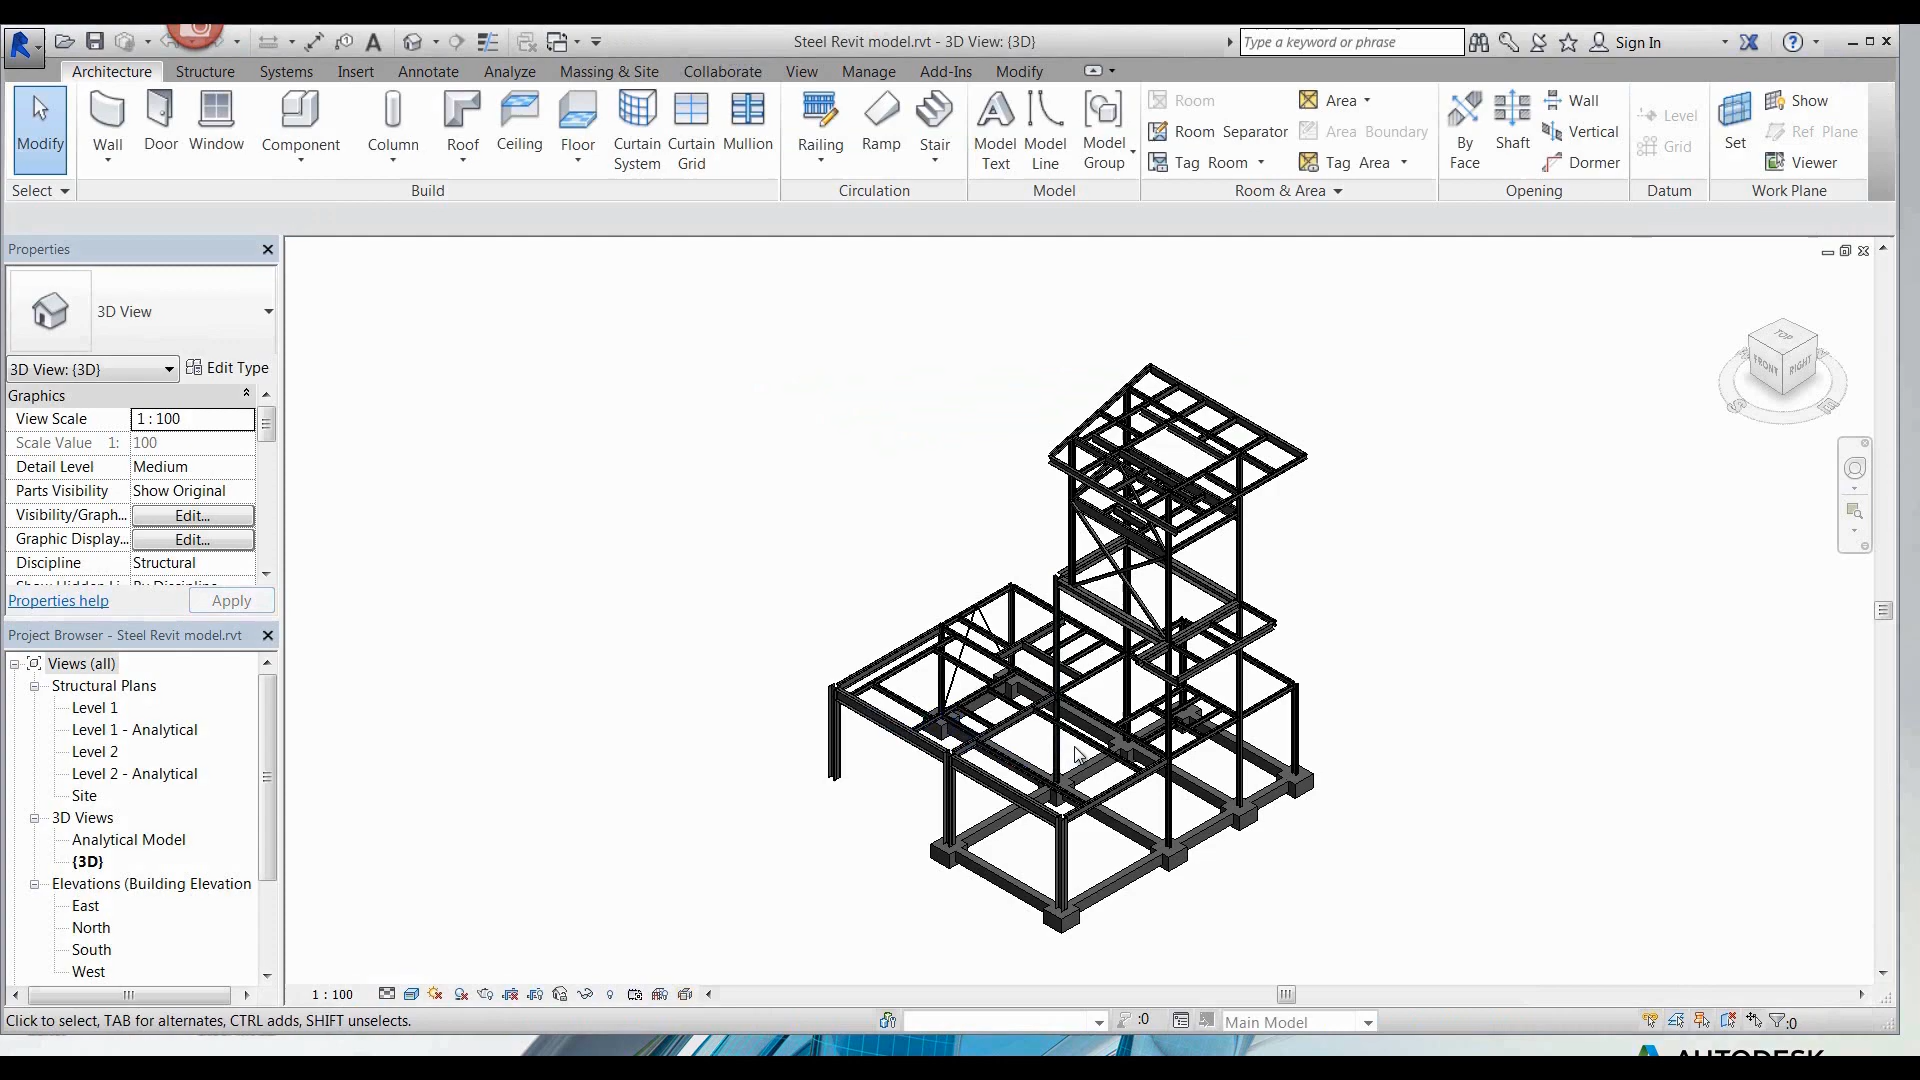 Steel Revit model.rvt - 3D View: {3D}
Type a keyword or phrase
Sign In
Architecture Structure Systems Insert Annotate Analyze Massing & Site Collaborate View Manage Add-Ins Modify
Modify
Wall
Door
Window
Component
Column
Roof
Ceiling
Floor
Curtain
System
Curtain
Grid
Mullion
Railing
Ramp
Stair
Model
Text
Model
Line
Model
Group
Room
Room Separator
Tag Room
Area
Area Boundary
Tag Area
By
Face
Shaft
Wall
Vertical
Dormer
Level
Grid
Set
Show
Ref Plane
Viewer
Select Build Circulation Model Room & Area Opening Datum Work Plane
Properties
3D View
3D View: {3D} Edit Type
Graphics
View Scale 1 : 100
Scale Value 1: 100
Detail Level Medium
Parts Visibility Show Original
Visibility/Graph... Edit...
Graphic Display... Edit...
Discipline Structural
Properties help Apply
Project Browser - Steel Revit model.rvt
Views (all)
Structural Plans
Level 1
Level 1 - Analytical
Level 2
Level 2 - Analytical
Site
3D Views
Analytical Model
{3D}
Elevations (Building Elevation
East
North
South
West
TOP
FRONT RIGHT
S E
1 : 100
Click to select, TAB for alternates, CTRL adds, SHIFT unselects.
:0
Main Model
:0
AUTODESK